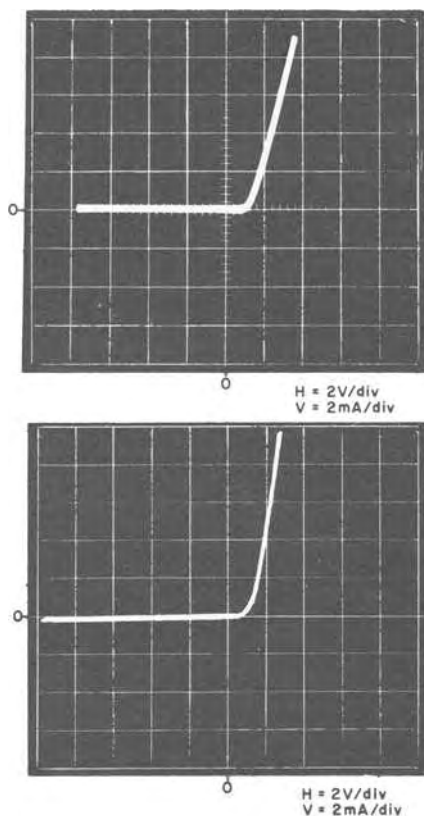 0
0
H = 2V/div
V = 2mA/div
0
0
H = 2V/div
V = 2mA/div